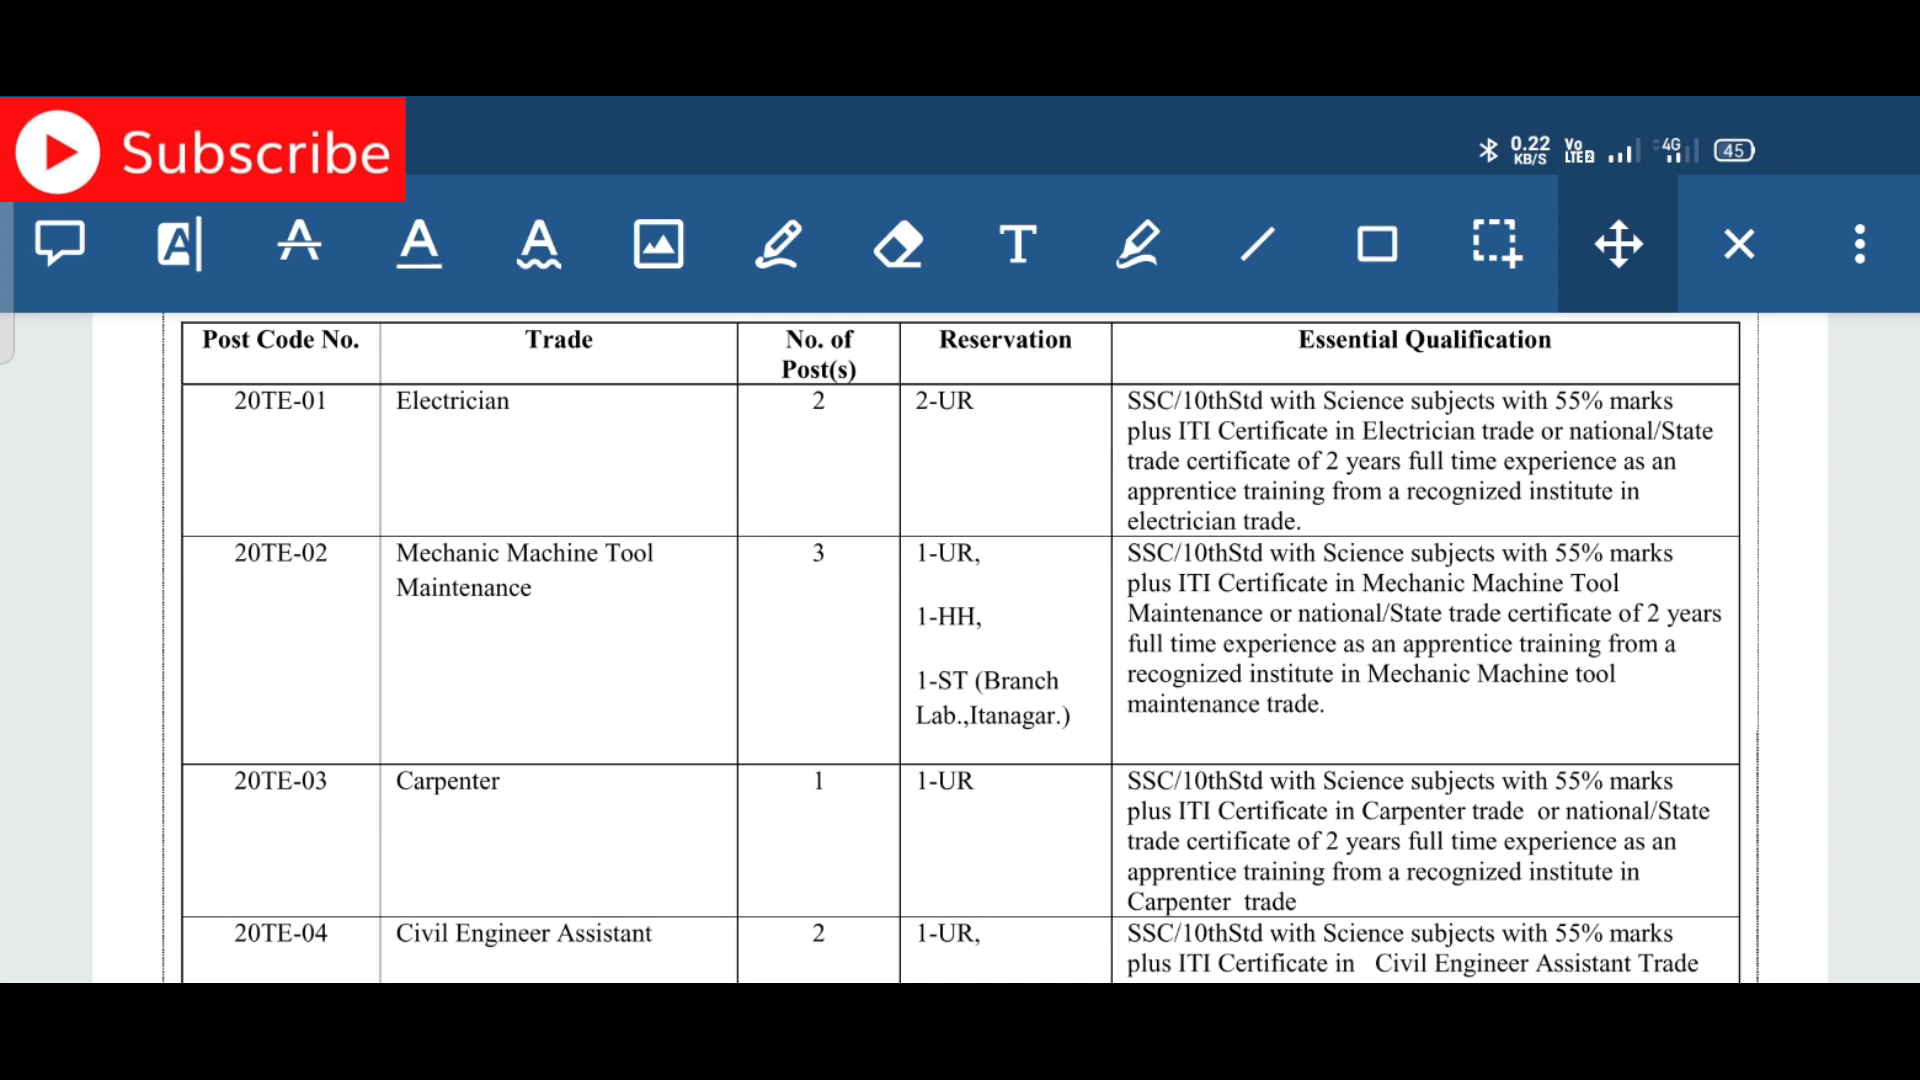 Subscribe
0.22 KB/S Vo LTE2 4G 45
A A A A T
Post Code No. Trade No. of Post(s) Reservation Essential Qualification
20TE-01 Electrician 2 2-UR SSC/10thStd with Science subjects with 55% marks
plus ITI Certificate in Electrician trade or national/State
trade certificate of 2 years full time experience as an
apprentice training from a recognized institute in
electrician trade.
20TE-02 Mechanic Machine Tool 3 1-UR, SSC/10thStd with Science subjects with 55% marks
Maintenance plus ITI Certificate in Mechanic Machine Tool
1-HH, Maintenance or national/State trade certificate of 2 years
full time experience as an apprentice training from a
1-ST (Branch recognized institute in Mechanic Machine tool
Lab.,Itanagar.) maintenance trade.
20TE-03 Carpenter 1 1-UR SSC/10thStd with Science subjects with 55% marks
plus ITI Certificate in Carpenter trade or national/State
trade certificate of 2 years full time experience as an
apprentice training from a recognized institute in
Carpenter trade
20TE-04 Civil Engineer Assistant 2 1-UR, SSC/10thStd with Science subjects with 55% marks
plus ITI Certificate in Civil Engineer Assistant Trade